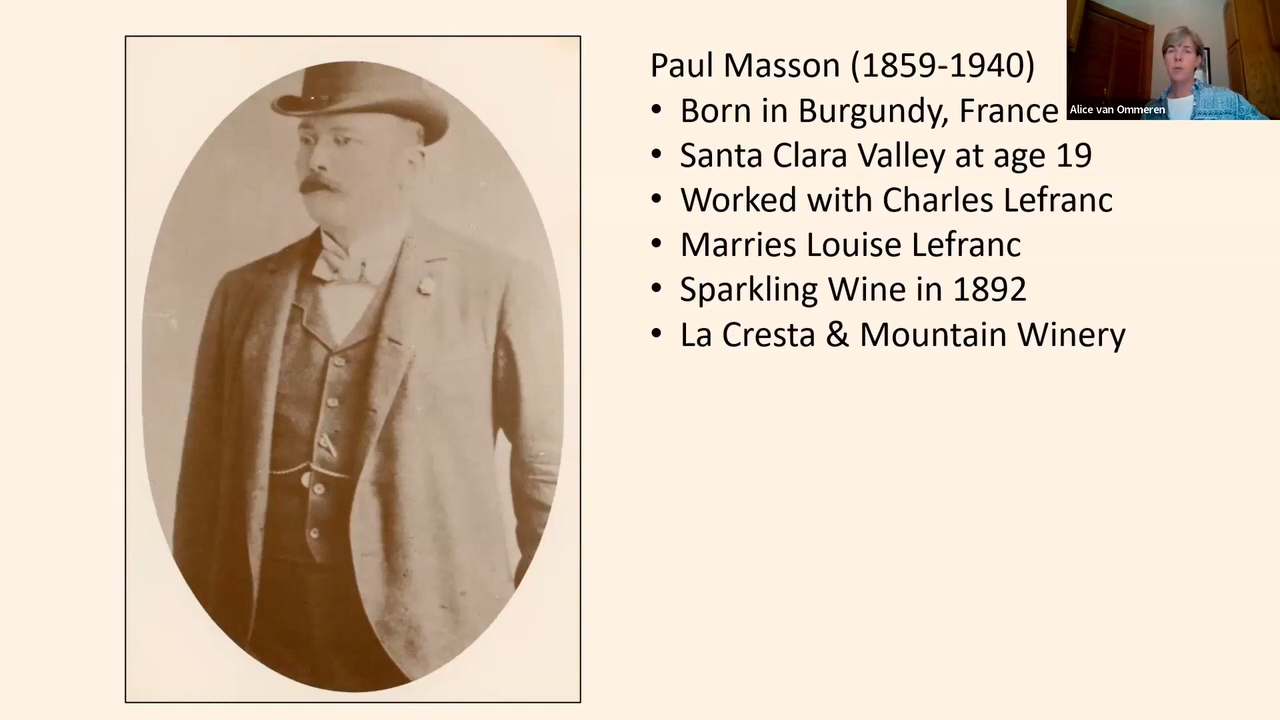 Paul Masson (1859-1940)
• Born in Burgundy, France
• Santa Clara Valley at age 19
• Worked with Charles Lefranc
• Marries Louise Lefranc
• Sparkling Wine in 1892
• La Cresta & Mountain Winery
Alice van Ommeren